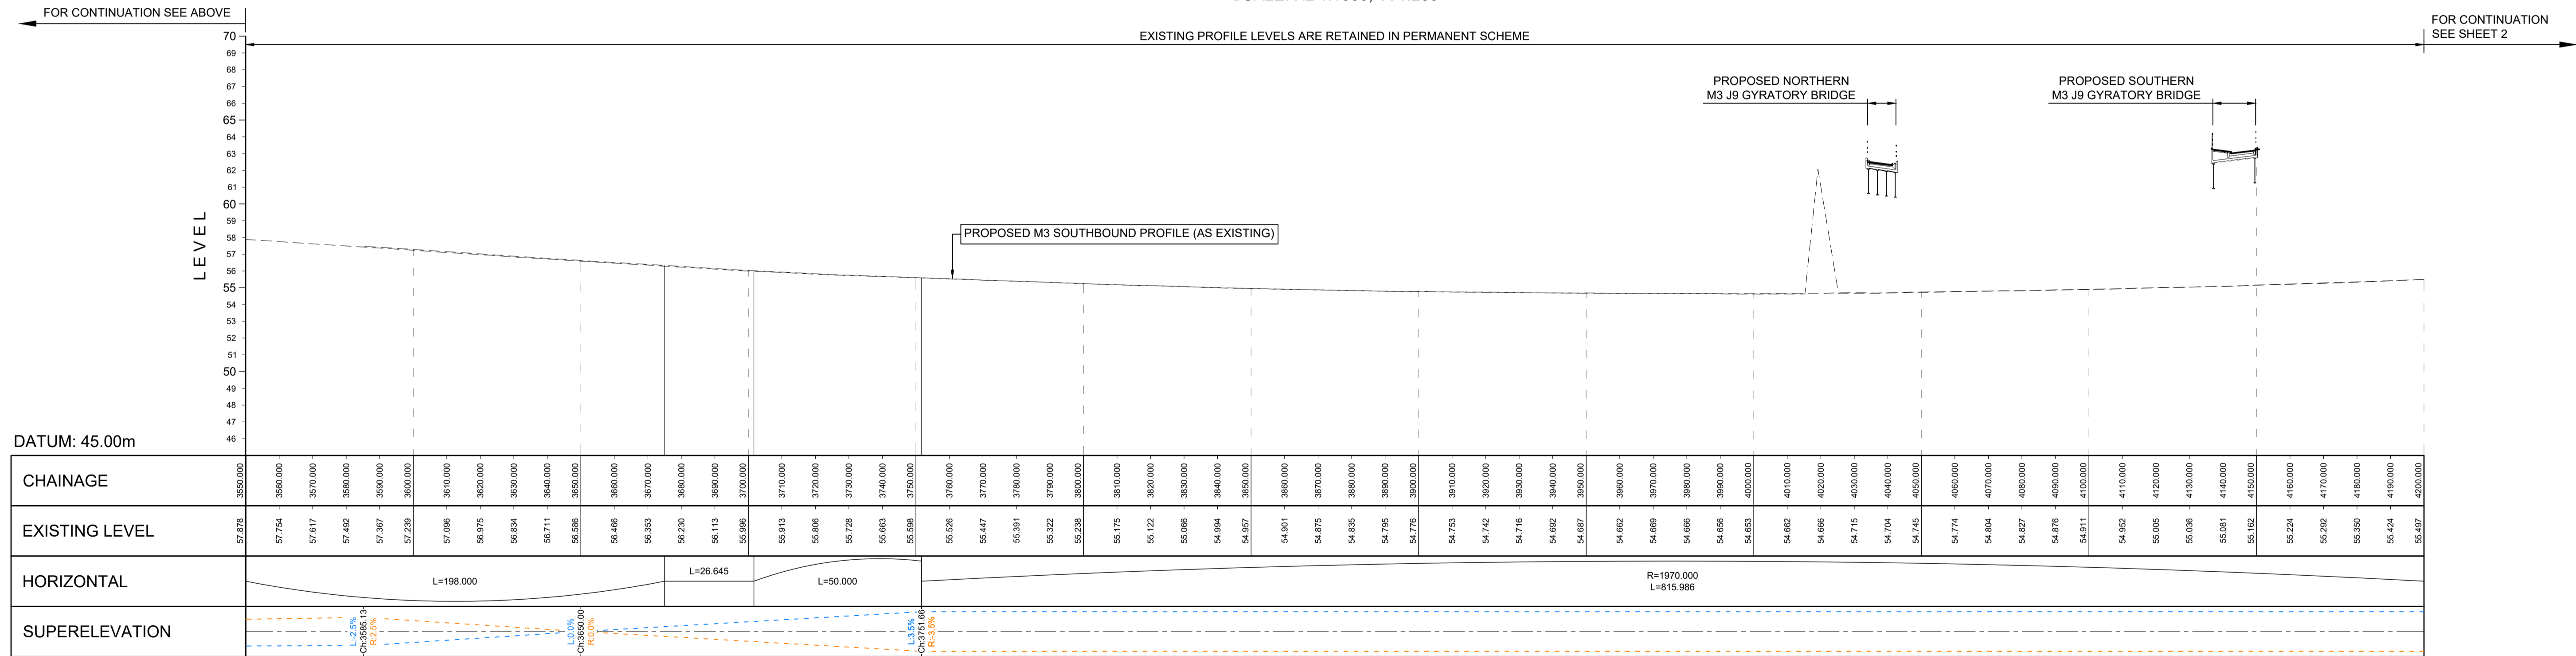 FOR CONTINUATION SEE ABOVE
FOR CONTINUATION
SEE SHEET 2
EXISTING PROFILE LEVELS ARE RETAINED IN PERMANENT SCHEME
PROPOSED NORTHERN
M3 J9 GYRATORY BRIDGE
PROPOSED SOUTHERN
M3 J9 GYRATORY BRIDGE
70
69
68
67
66
65
64
63
62
61
60
59
58
57
56
55
54
53
52
51
50
49
48
47
46
LEVEL
PROPOSED M3 SOUTHBOUND PROFILE (AS EXISTING)
DATUM: 45.00m
CHAINAGE 3550.000 3560.000 3570.000 3580.000 3590.000 3600.000 3610.000 3620.000 3630.000 3640.000 3650.000 3660.000 3670.000 3680.000 3690.000 3700.000 3710.000 3720.000 3730.000 3740.000 3750.000 3760.000 3770.000 3780.000 3790.000 3800.000 3810.000 3820.000 3830.000 3840.000 3850.000 3860.000 3870.000 3880.000 3890.000 3900.000 3910.000 3920.000 3930.000 3940.000 3950.000 3960.000 3970.000 3980.000 3990.000 4000.000 4010.000 4020.000 4030.000 4040.000 4050.000 4060.000 4070.000 4080.000 4090.000 4100.000 4110.000 4120.000 4130.000 4140.000 4150.000 4160.000 4170.000 4180.000 4190.000 4200.000
EXISTING LEVEL 57.878 57.754 57.617 57.492 57.367 57.239 57.096 56.975 56.834 56.711 56.586 56.466 56.353 56.230 56.113 55.996 55.913 55.806 55.728 55.663 55.598 55.526 55.447 55.391 55.322 55.238 55.175 55.122 55.066 54.994 54.957 54.901 54.875 54.835 54.795 54.776 54.753 54.742 54.716 54.692 54.687 54.662 54.669 54.666 54.656 54.653 54.662 54.666 54.715 54.704 54.745 54.774 54.804 54.827 54.876 54.911 54.952 55.005 55.036 55.081 55.162 55.224 55.292 55.350 55.424 55.497
HORIZONTAL L=198.000 L=26.645 L=50.000 R=1970.000
L=815.986
SUPERELEVATION
L:-2.5%
Ch:3585.113
R:2.5%
L:0.0%
Ch:3650.00
R:0.0%
L:3.5%
Ch:3751.66
R:-3.5%